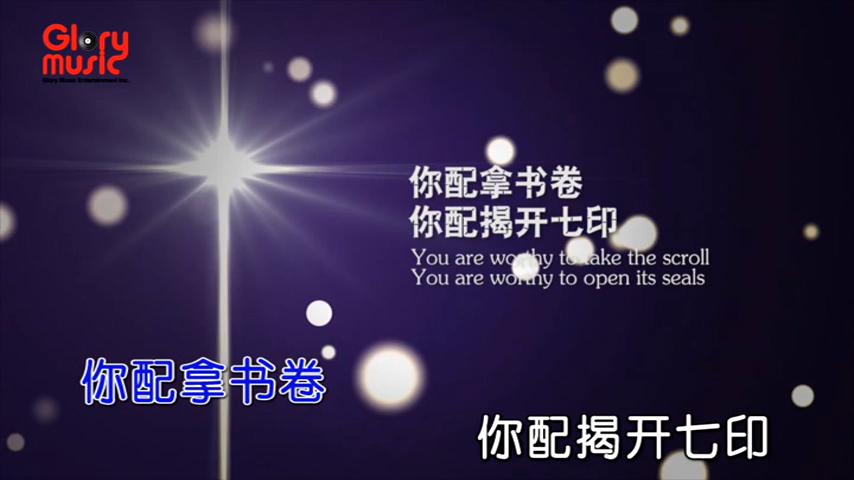 Glory
music
Glory Music Entertainment Inc.
你配拿书卷
你配揭开七印
You are worthy to take the scroll
You are worthy to open its seals
你配拿书卷
你配揭开七印